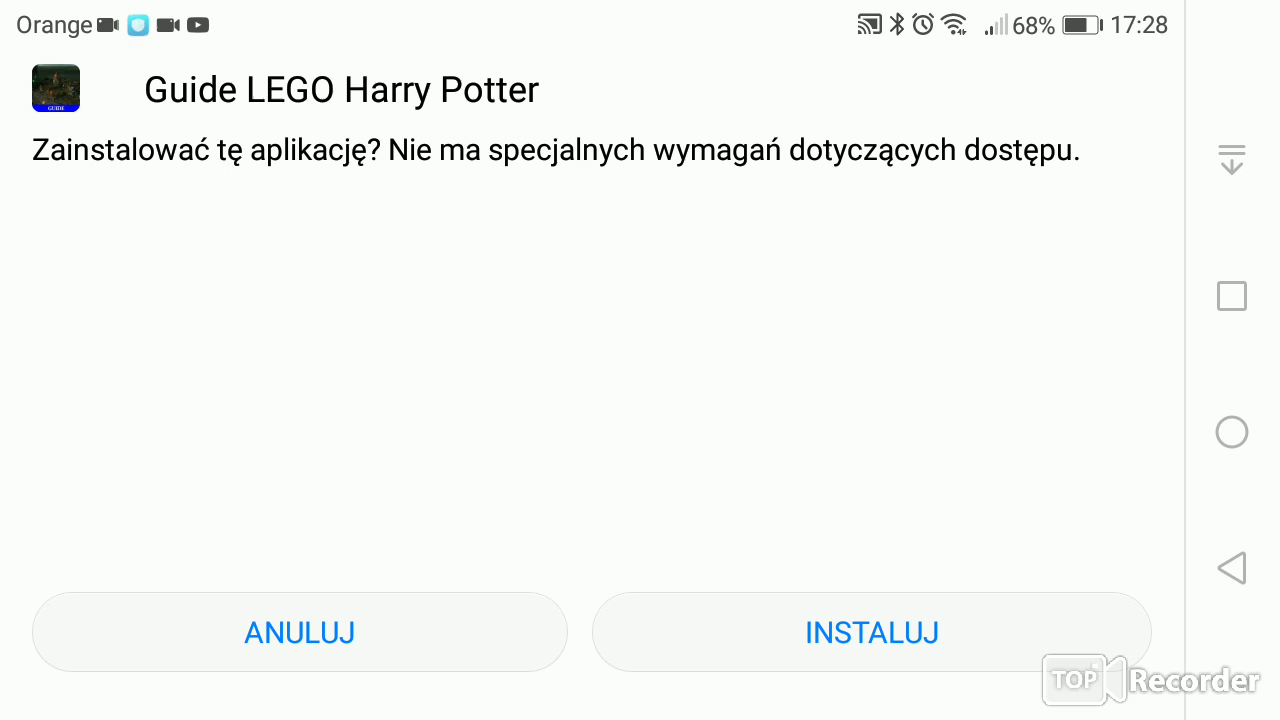 Orange 68% 17:28
GUIDE
Guide LEGO Harry Potter
Zainstalować tę aplikację? Nie ma specjalnych wymagań dotyczących dostępu.
ANULUJ INSTALUJ
TOP Recorder